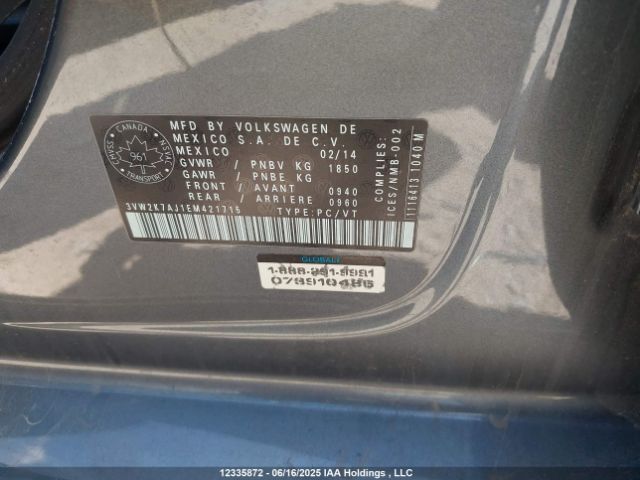 MFD BY VOLKSWAGEN DE
MEXICO S.A. DE C.V.
MEXICO 02/14
GVWR / PNBV KG 1850
GAWR / PNBE KG
FRONT / AVANT 0940
REAR / ARRIERE 0960
3VW2K7AJ1EM421715 TYPE:PC/VT
COMPLIES:
ICES/NMB-002
1116413 1040 M
CANADA
961
TRANSPORT
GLOBALI
12335872 - 06/16/2025 IAA Holdings , LLC